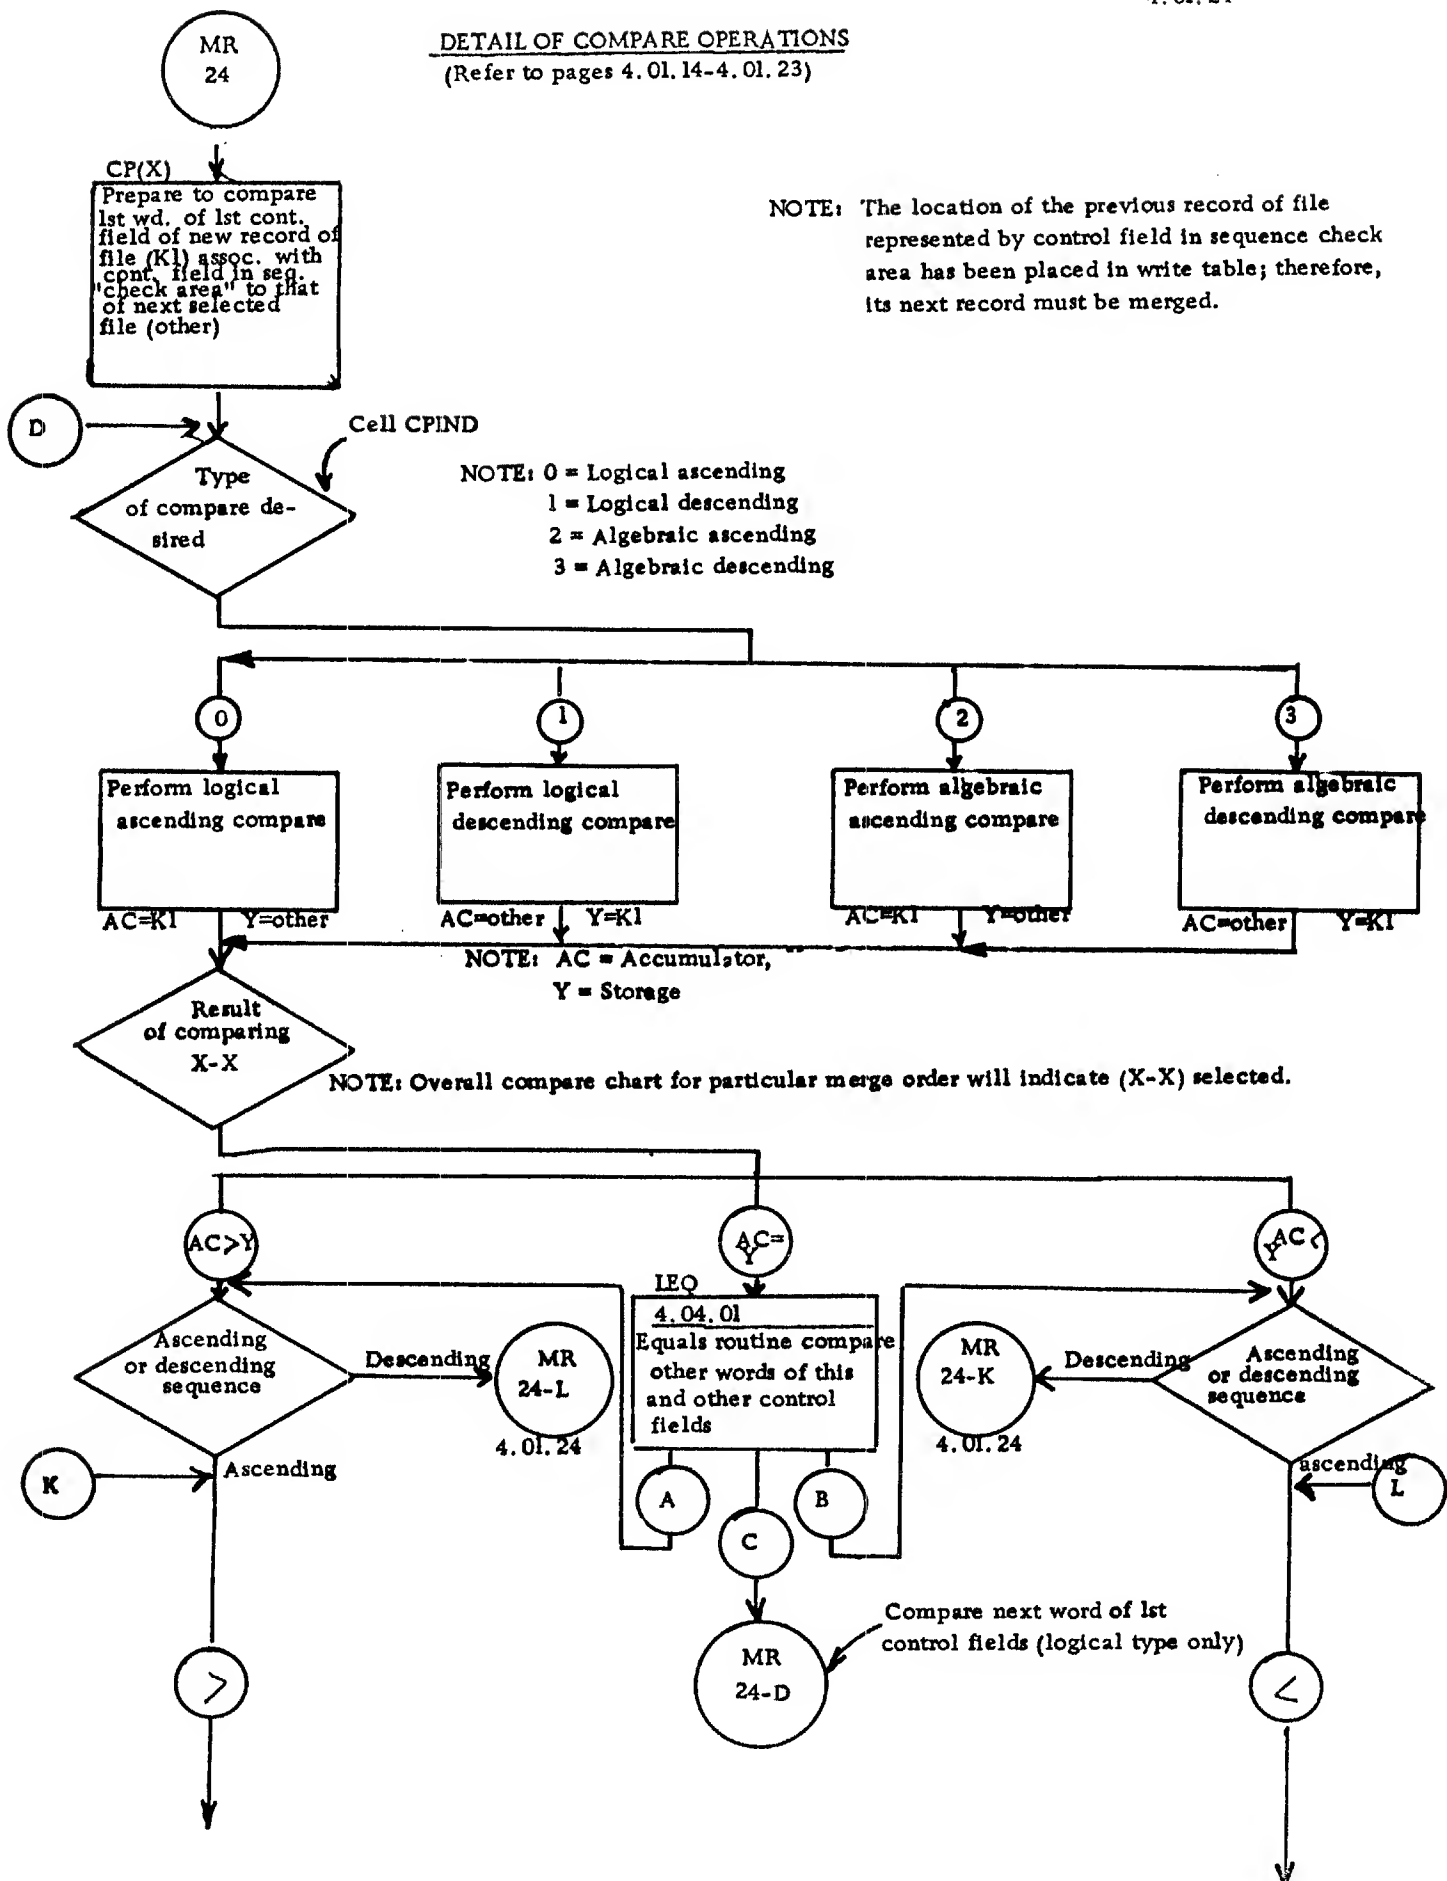 DETAIL OF COMPARE OPERATIONS
(Refer to pages 4.01.14-4.01.23)
MR
24
CP(X)
Prepare to compare
1st wd. of 1st cont.
field of new record of
file (K1) assoc. with
cont. field in seq.
"check area" to that
of next selected
file (other)
NOTE: The location of the previous record of file
represented by control field in sequence check
area has been placed in write table; therefore,
its next record must be merged.
D
Cell CPIND
Type
of compare de-
sired
NOTE: 0 = Logical ascending
1 = Logical descending
2 = Algebraic ascending
3 = Algebraic descending
0
1
2
3
Perform logical
ascending compare
Perform logical
descending compare
Perform algebraic
ascending compare
Perform algebraic
descending compare
AC=K1 Y=other
AC=other Y=K1
AC=K1 Y=other
AC=other Y=K1
NOTE: AC = Accumulator,
Y = Storage
Result
of comparing
X-X
NOTE: Overall compare chart for particular merge order will indicate (X-X) selected.
AC>Y
AC=
Y
AC<
Y
LEQ
4.04.01
Equals routine compare
other words of this
and other control
fields
Ascending
or descending
sequence
Descending
MR
24-L
4.01.24
MR
24-K
4.01.24
Descending
Ascending
or descending
sequence
K
Ascending
A
C
B
ascending
L
MR
24-D
Compare next word of 1st
control fields (logical type only)
>
<